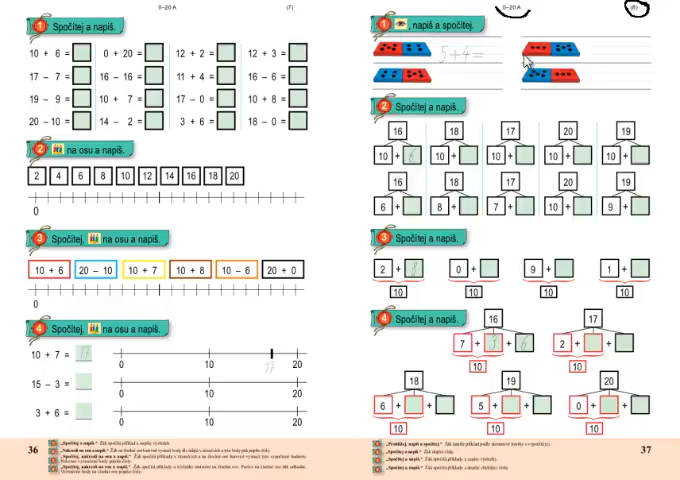 0–20 A
(7)
1 Spočítej a napiš.
10 + 6 = 0 + 20 = 12 + 2 = 12 + 3 =
17 – 7 = 16 – 16 = 11 + 4 = 16 – 6 =
19 – 9 = 10 + 7 = 17 – 0 = 10 + 8 =
20 – 10 = 14 – 2 = 3 + 6 = 18 – 0 =
2 na osu a napiš.
2 4 6 8 10 12 14 16 18 20
0
3 Spočítej, na osu a napiš.
10 + 6 20 – 10 10 + 7 10 + 8 10 – 6 20 + 0
0
4 Spočítej, na osu a napiš.
10 + 7 = 17 0 10 20
17
15 – 3 = 0 10 20
3 + 6 = 0 10 20
36
0–20 A
(6)
1 , napiš a spočítej.
5+4=
2 Spočítej a napiš.
16 18 17 20 19
10 + 6 10 + 10 + 10 + 10 +
16 18 17 20 19
6 + 8 + 7 + 10 + 9 +
3 Spočítej a napiš.
2 + 8 0 + 9 + 1 +
10 10 10 10
4 Spočítej a napiš.
16 17
7 + 3 + 6 2 + +
10 10
18 19 20
6 + + 5 + + 0 + +
10 10 10
37